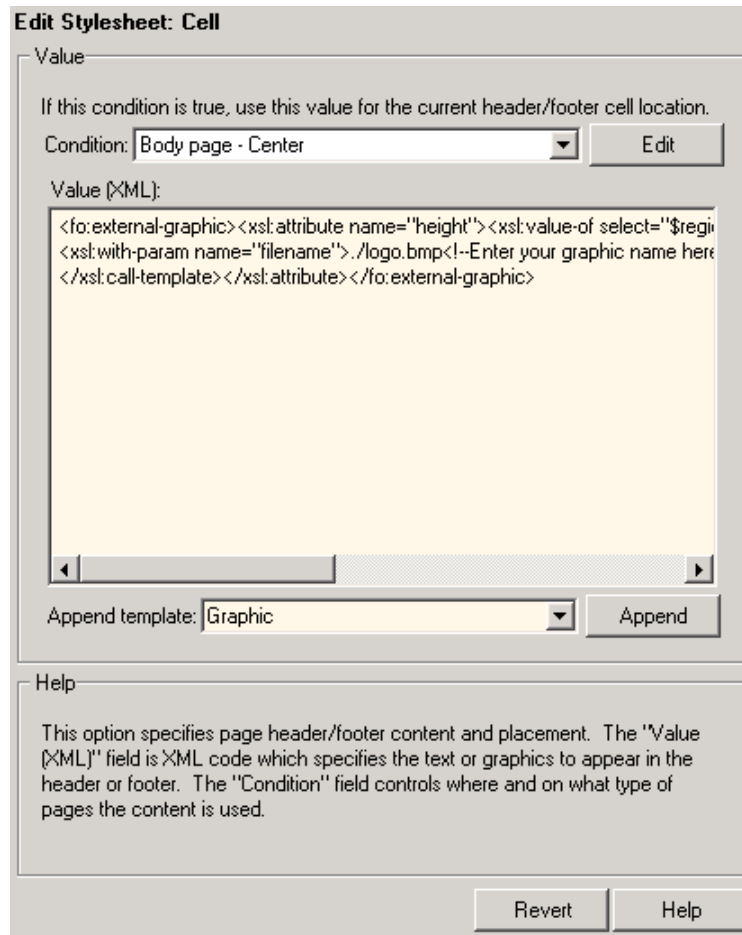 Edit Stylesheet: Cell
Value
If this condition is true, use this value for the current header/footer cell location.
Condition: Body page - Center Edit
Value (XML):
<fo:external-graphic><xsl:attribute name="height"><xsl:value-of select="$regi
<xsl:with-param name="filename">./logo.bmp<!--Enter your graphic name here
</xsl:call-template></xsl:attribute></fo:external-graphic>
Append template: Graphic Append
Help
This option specifies page header/footer content and placement. The "Value
(XML)" field is XML code which specifies the text or graphics to appear in the
header or footer. The "Condition" field controls where and on what type of
pages the content is used.
Revert Help